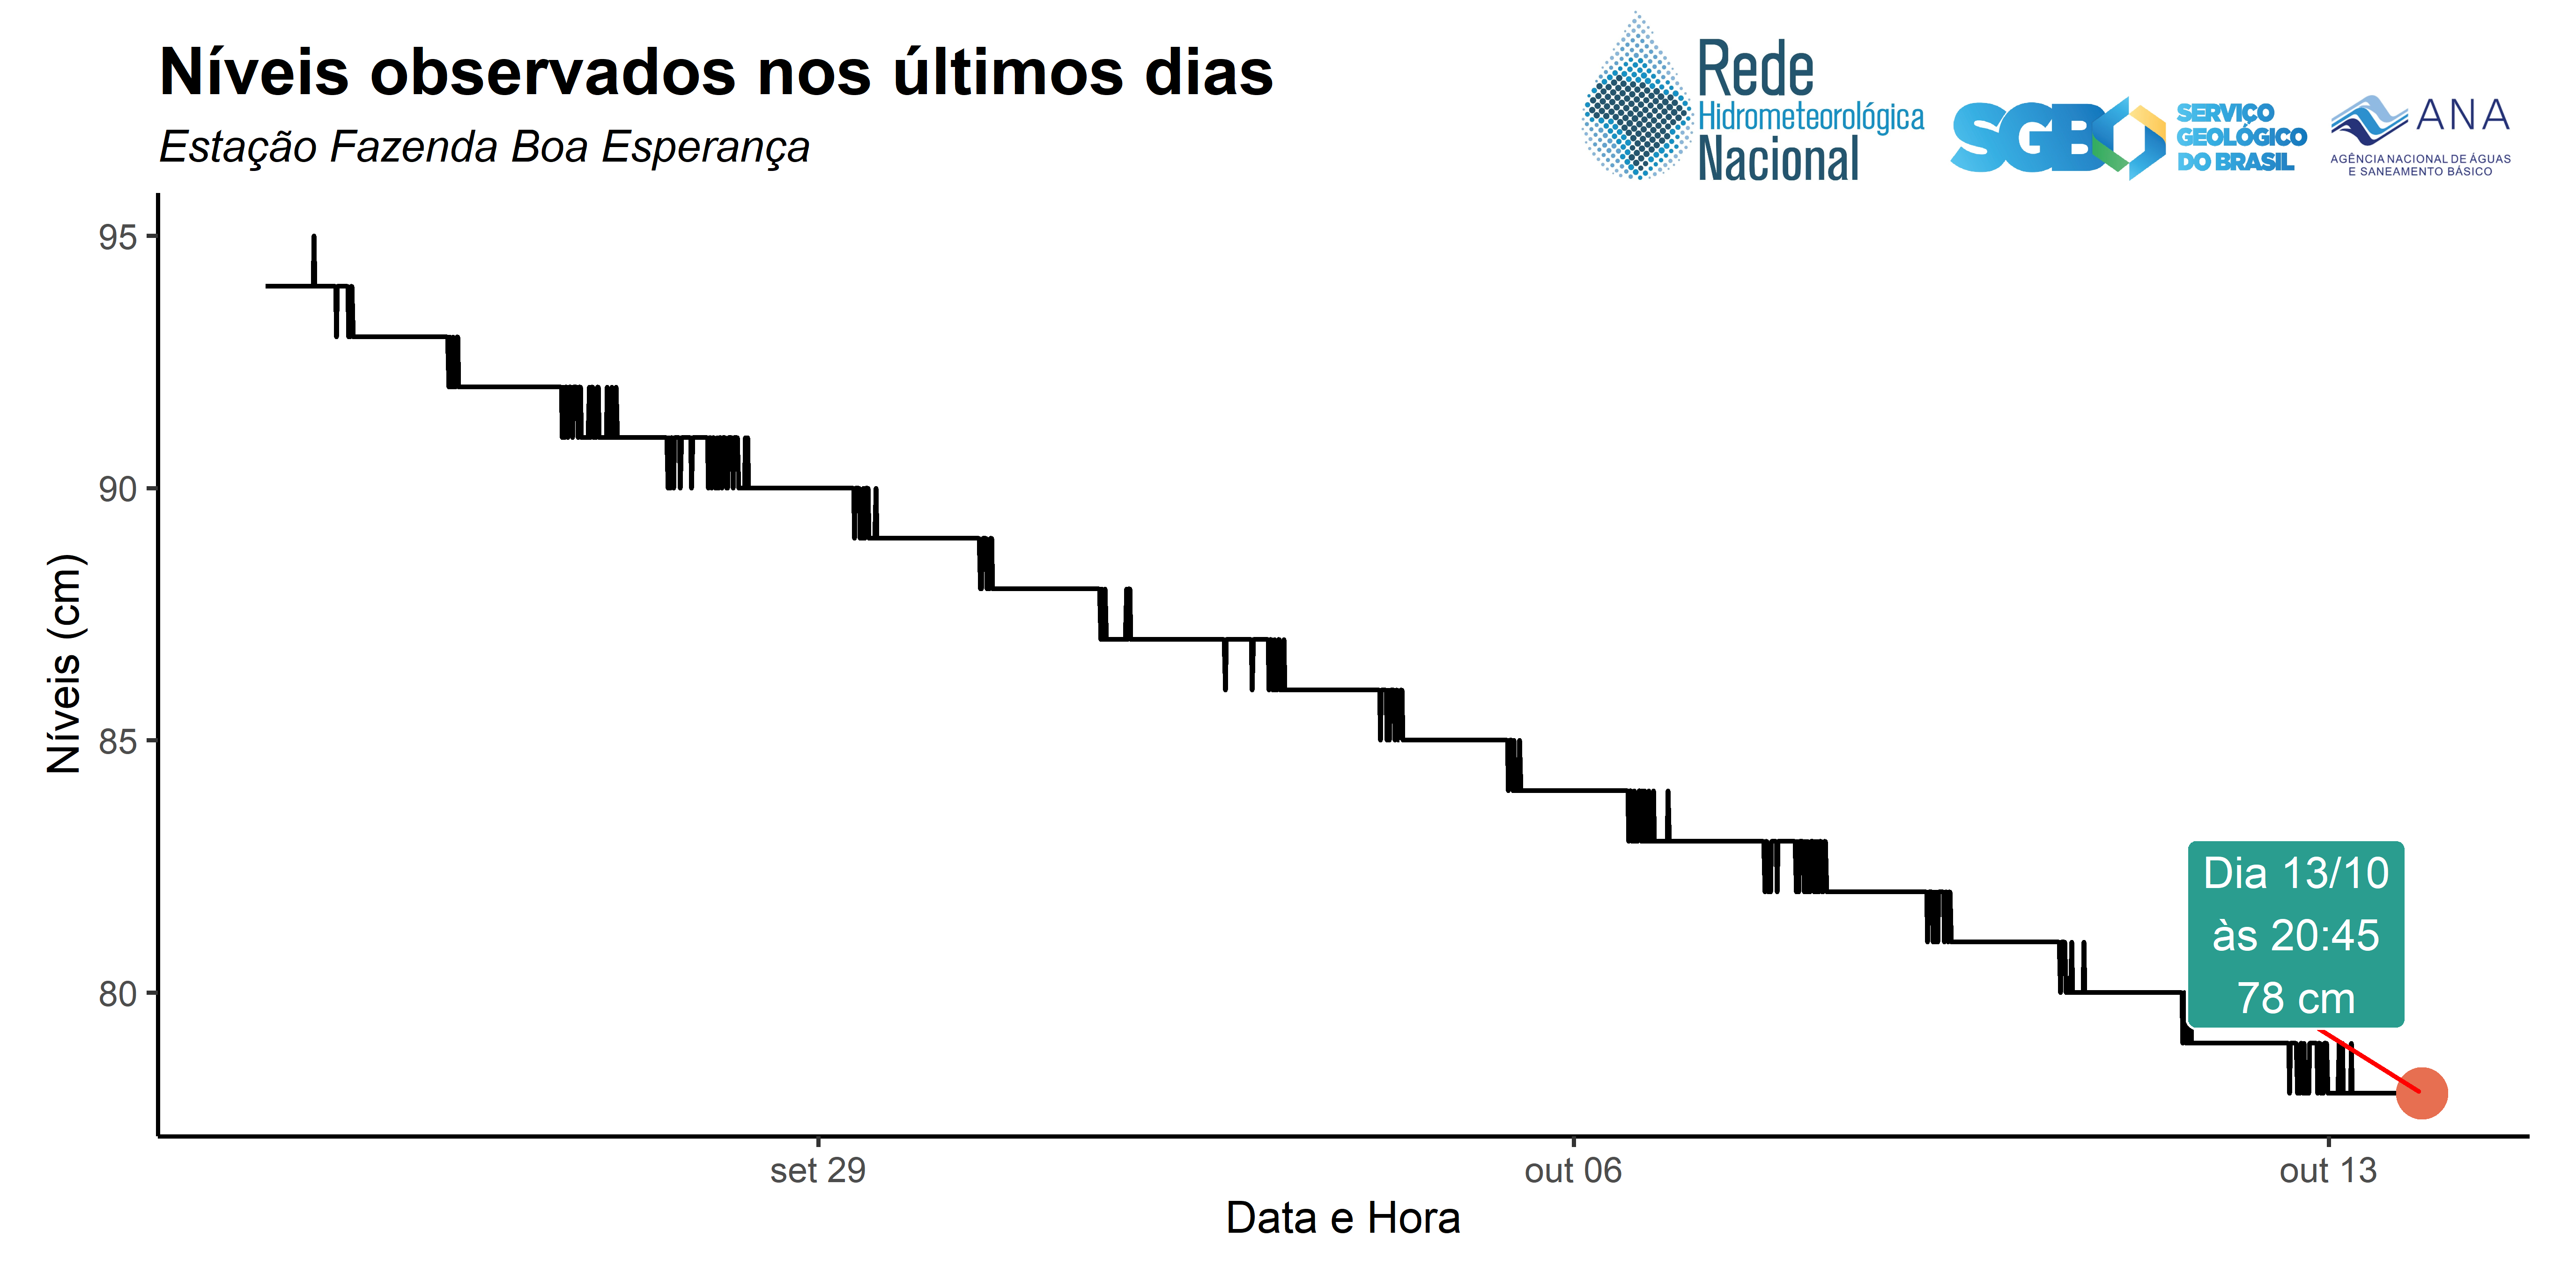 Níveis observados nos últimos dias
Estação Fazenda Boa Esperança
Rede
Hidrometeorológica
Nacional
SGB
SERVIÇO
GEOLÓGICO
DO BRASIL
ANA
AGÊNCIA NACIONAL DE ÁGUAS
E SANEAMENTO BÁSICO
Níveis (cm)
95
90
85
80
Dia 13/10
às 20:45
78 cm
set 29
out 06
out 13
Data e Hora